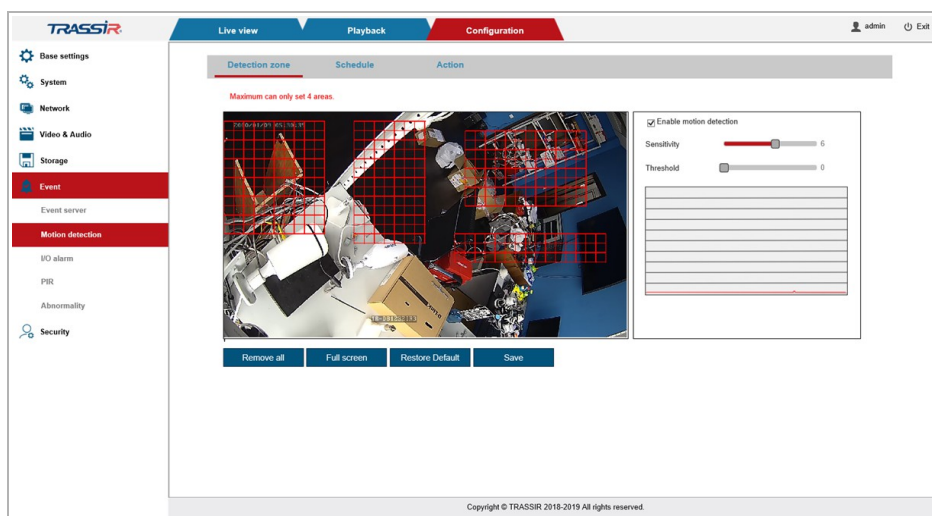 TRASSIR
Live view
Playback
Configuration
admin
Exit
Base settings
System
Network
Video & Audio
Storage
Event
Event server
Motion detection
I/O alarm
PIR
Abnormality
Security
Detection zone
Schedule
Action
Maximum can only set 4 areas.
Enable motion detection
Sensitivity
6
Threshold
0
Remove all
Full screen
Restore Default
Save
Copyright © TRASSIR 2018-2019 All rights reserved.